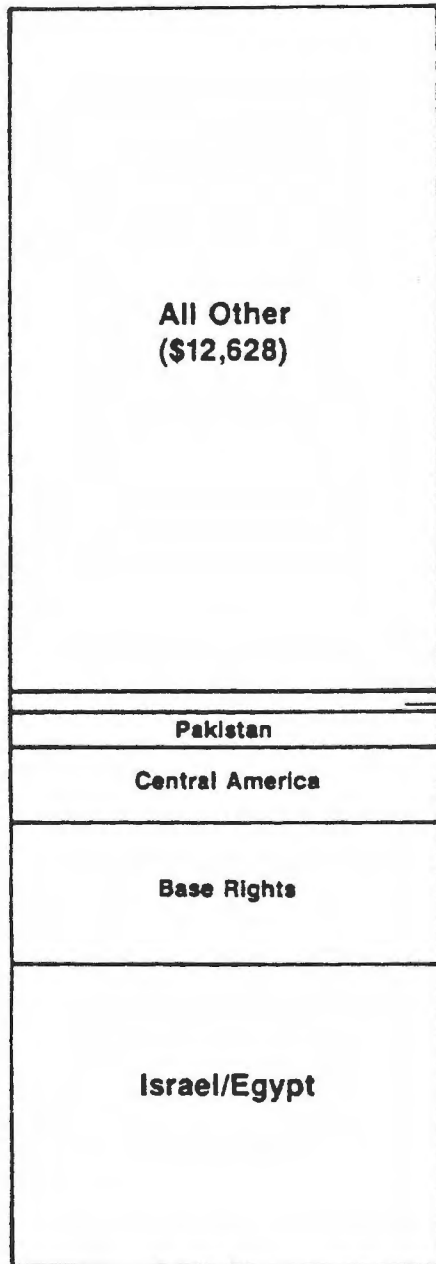 All Other
($12,628)
Pakistan
Central America
Base Rights
Israel/Egypt